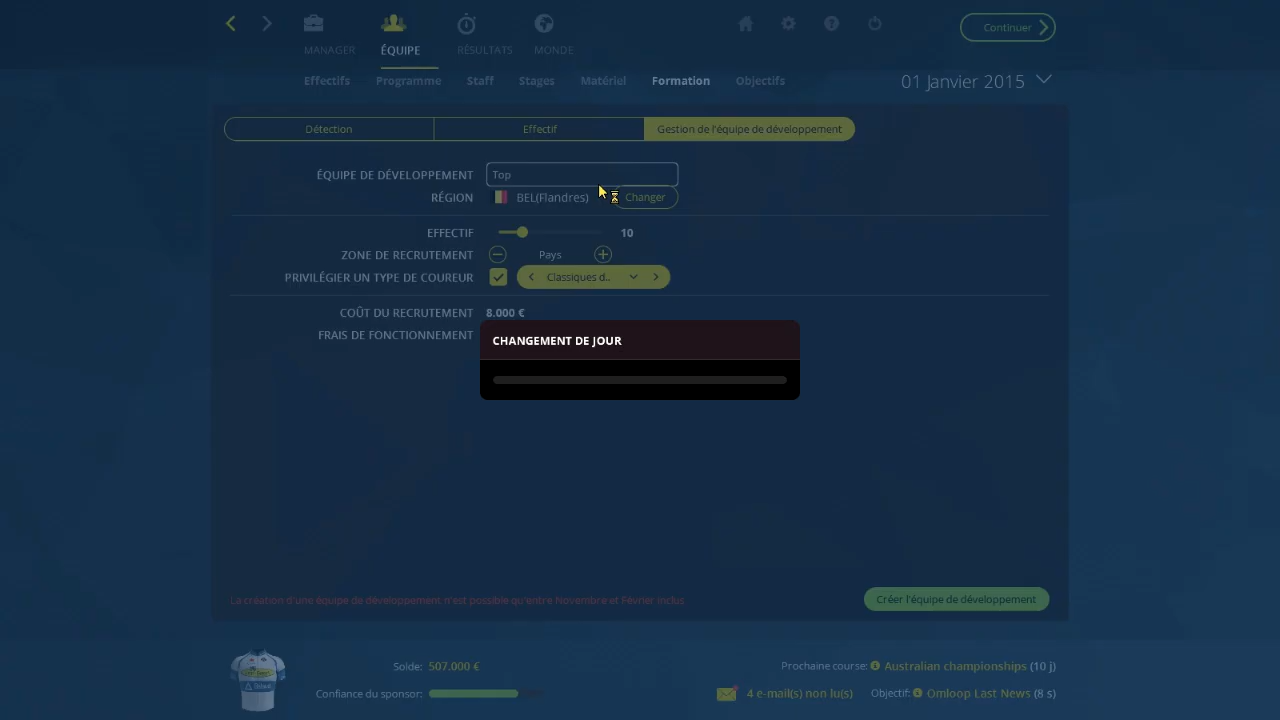 MANAGER ÉQUIPE RÉSULTATS MONDE
Continuer
Effectifs Programme Staff Stages Matériel Formation Objectifs
01 Janvier 2015
Détection Effectif Gestion de l'équipe de développement
ÉQUIPE DE DÉVELOPPEMENT Top
RÉGION BEL(Flandres) Changer
EFFECTIF 10
ZONE DE RECRUTEMENT Pays
PRIVILÉGIER UN TYPE DE COUREUR Classiques d..
COÛT DU RECRUTEMENT 8.000 €
FRAIS DE FONCTIONNEMENT
CHANGEMENT DE JOUR
La création d'une équipe de développement n'est possible qu'entre Novembre et Février inclus
Créer l'équipe de développement
Solde: 507.000 €
Prochaine course: Australian championships (10 j)
Confiance du sponsor:
4 e-mail(s) non lu(s)
Objectif: Omloop Last News (8 s)